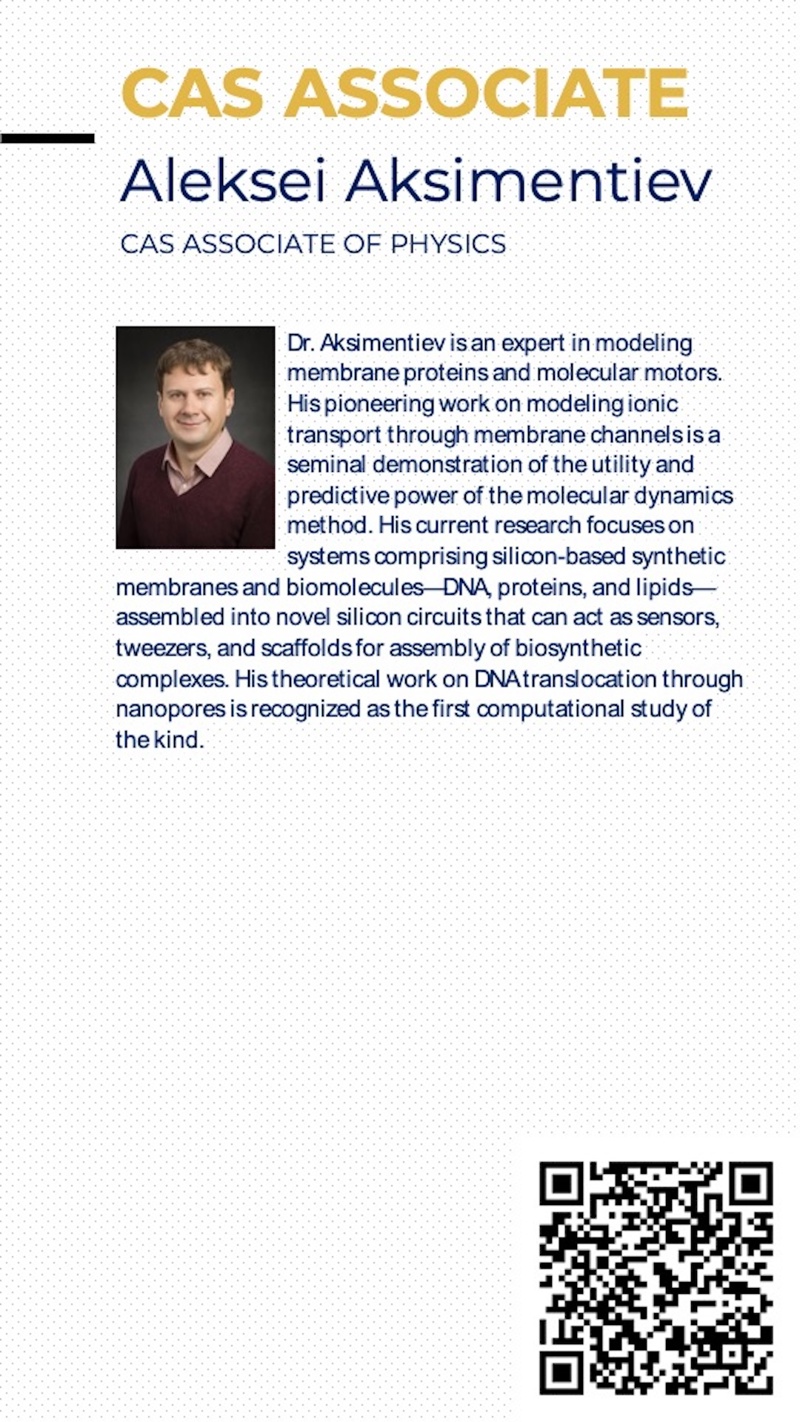 CAS ASSOCIATE
Aleksei Aksimentiev
CAS ASSOCIATE OF PHYSICS
Dr. Aksimentiev is an expert in modeling
membrane proteins and molecular motors.
His pioneering work on modeling ionic
transport through membrane channels is a
seminal demonstration of the utility and
predictive power of the molecular dynamics
method. His current research focuses on
systems comprising silicon-based synthetic
membranes and biomolecules—DNA, proteins, and lipids—
assembled into novel silicon circuits that can act as sensors,
tweezers, and scaffolds for assembly of biosynthetic
complexes. His theoretical work on DNA translocation through
nanopores is recognized as the first computational study of
the kind.